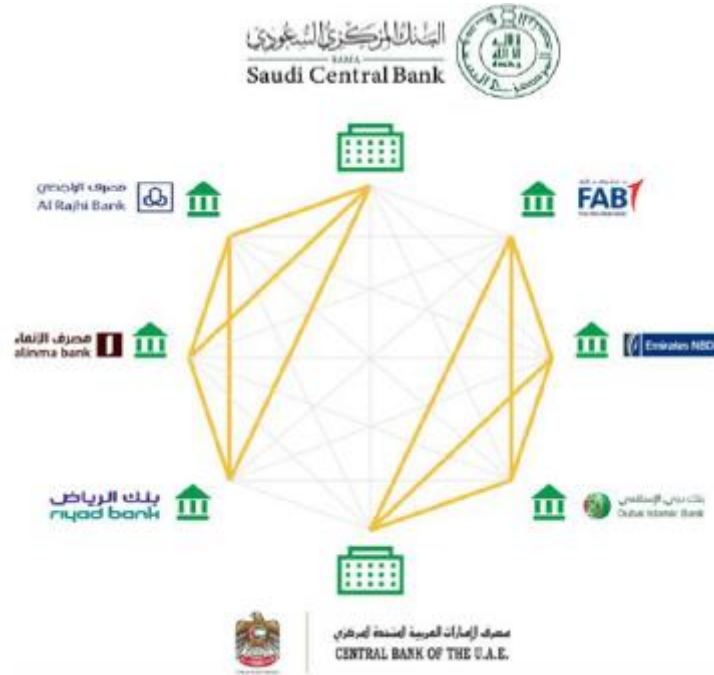 البنك المركزي السعودي
SAMA
Saudi Central Bank
مصرف الراجحي
Al Rajhi Bank
FAB
مصرف الإنماء
alinma bank
Emirates NBD
بنك الرياض
riyad bank
بنك دبي الإسلامي
Dubai Islamic Bank
مصرف الإمارات العربية المتحدة المركزي
CENTRAL BANK OF THE U.A.E.